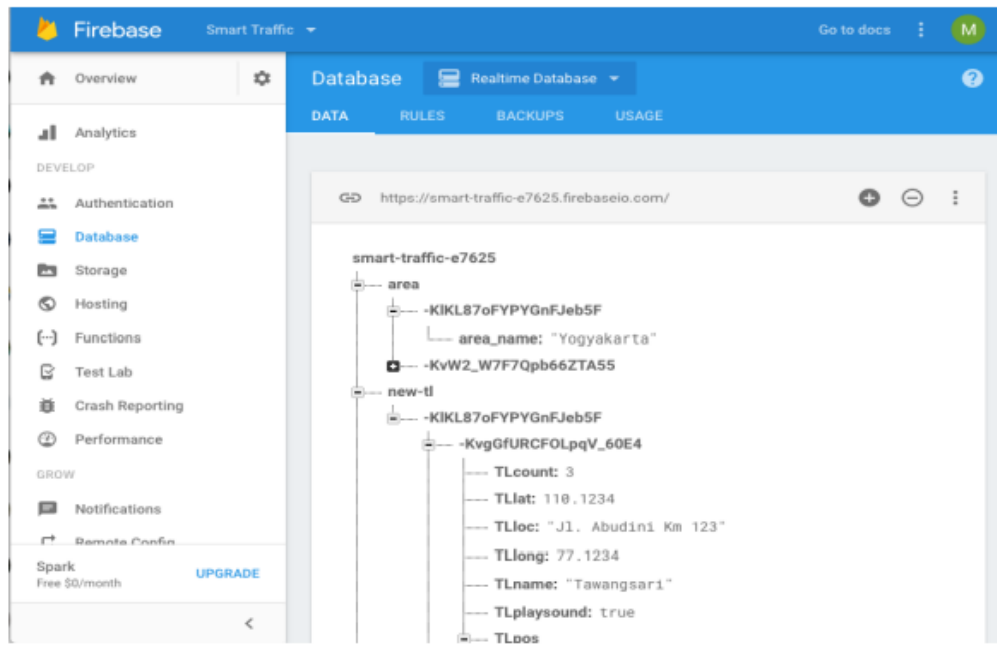 Firebase
Smart Traffic
Go to docs
M
Overview
Analytics
DEVELOP
Authentication
Database
Storage
Hosting
Functions
Test Lab
Crash Reporting
Performance
GROW
Notifications
Remote Config
Spark
Free $0/month
UPGRADE
Database
Realtime Database
DATA RULES BACKUPS USAGE
https://smart-traffic-e7625.firebaseio.com/
smart-traffic-e7625
area
-KlKL87oFYPYGnFJeb5F
area_name: "Yogyakarta"
-KvW2_W7F7Qpb66ZTA55
new-tl
-KlKL87oFYPYGnFJeb5F
-KvgGfURCFOLpqV_60E4
TLcount: 3
TLlat: 110.1234
TLloc: "Jl. Abudini Km 123"
TLlong: 77.1234
TLname: "Tawangsari"
TLplaysound: true
TLpos